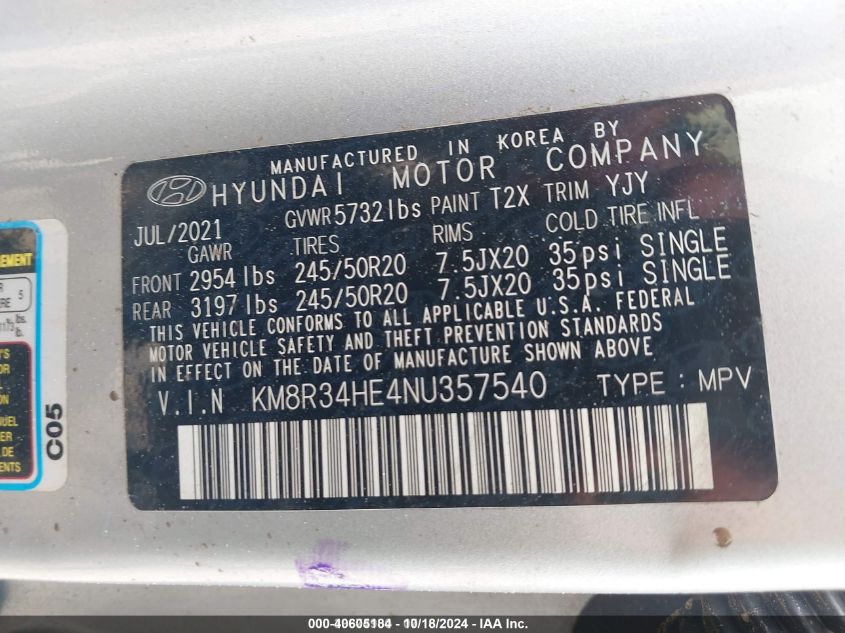 MANUFACTURED IN KOREA BY
HYUNDAI MOTOR COMPANY
JUL/2021 GVWR 5732 lbs PAINT T2X TRIM YJY
GAWR TIRES RIMS COLD TIRE INFL
FRONT 2954 lbs 245/50R20 7.5JX20 35psi SINGLE
REAR 3197 lbs 245/50R20 7.5JX20 35psi SINGLE
THIS VEHICLE CONFORMS TO ALL APPLICABLE U.S.A. FEDERAL
MOTOR VEHICLE SAFETY AND THEFT PREVENTION STANDARDS
IN EFFECT ON THE DATE OF MANUFACTURE SHOWN ABOVE
V.I.N KM8R34HE4NU357540 TYPE : MPV
C05
000-40605184 - 10/18/2024 - IAA Inc.